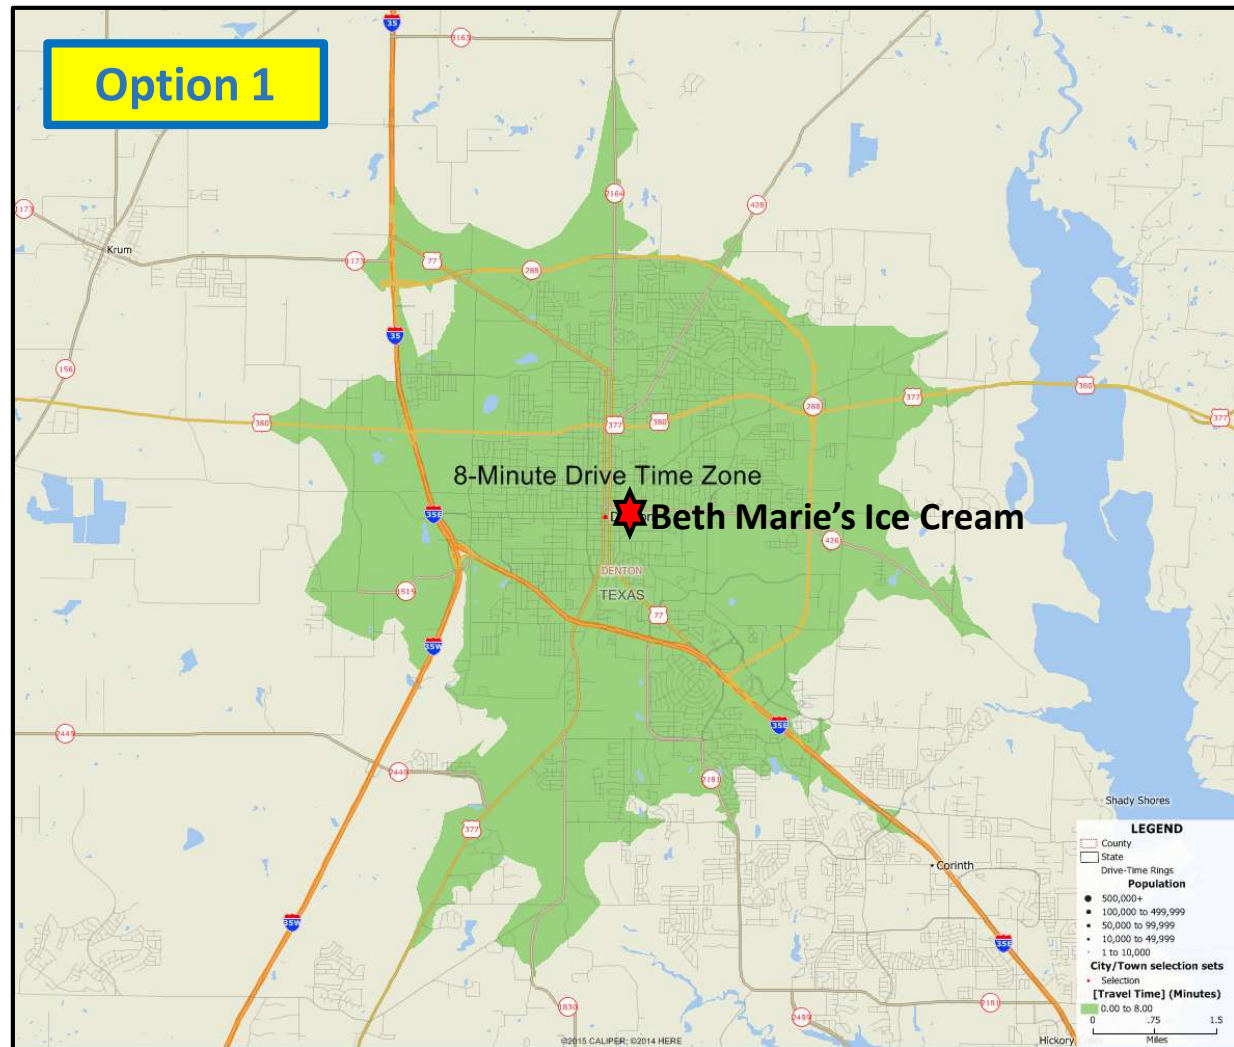 Option 1
35
3163
2164
428
1173
Krum
1173
77
288
35
156
380
377
380
288
377
380
377
8-Minute Drive Time Zone
35E
Beth Marie's Ice Cream
426
DENTON
TEXAS
1515
77
35W
2449
35E
2449
2181
377
Shady Shores
Corinth
35W
35E
1830
2499
2181
Hickory
LEGEND
County
State
Drive-Time Rings
Population
500,000+
100,000 to 499,999
50,000 to 99,999
10,000 to 49,999
1 to 10,000
City/Town selection sets
Selection
[Travel Time] (Minutes)
0.00 to 8.00
0 .75 1.5
Miles
©2015 CALIPER; ©2014 HERE